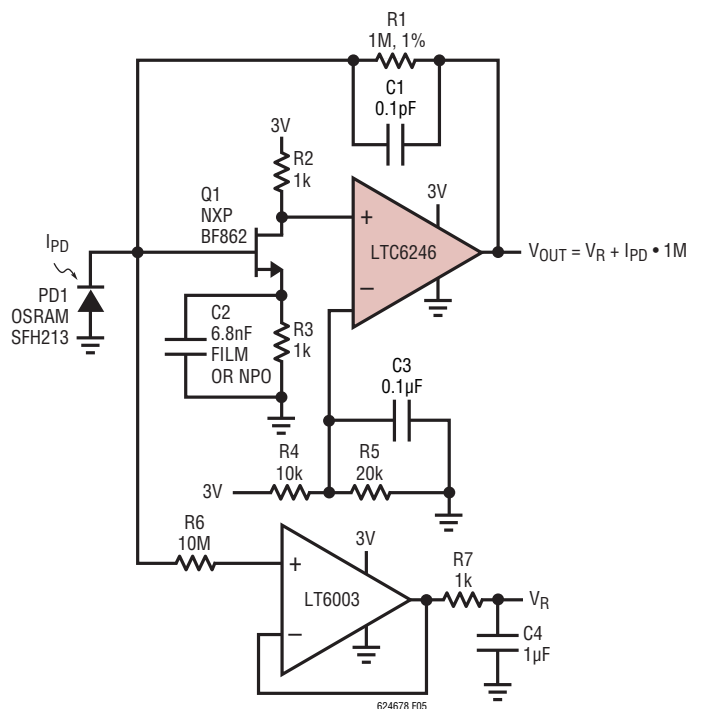 R1
1M, 1%
C1
0.1pF
3V
R2
1k
Q1
NXP
BF862
3V
+
LTC6246
–
VOUT = VR + IPD • 1M
IPD
PD1
OSRAM
SFH213
C2
6.8nF
FILM
OR NPO
R3
1k
C3
0.1µF
R4
10k
R5
20k
3V
R6
10M
3V
+
LT6003
–
R7
1k
VR
C4
1µF
624678 F05